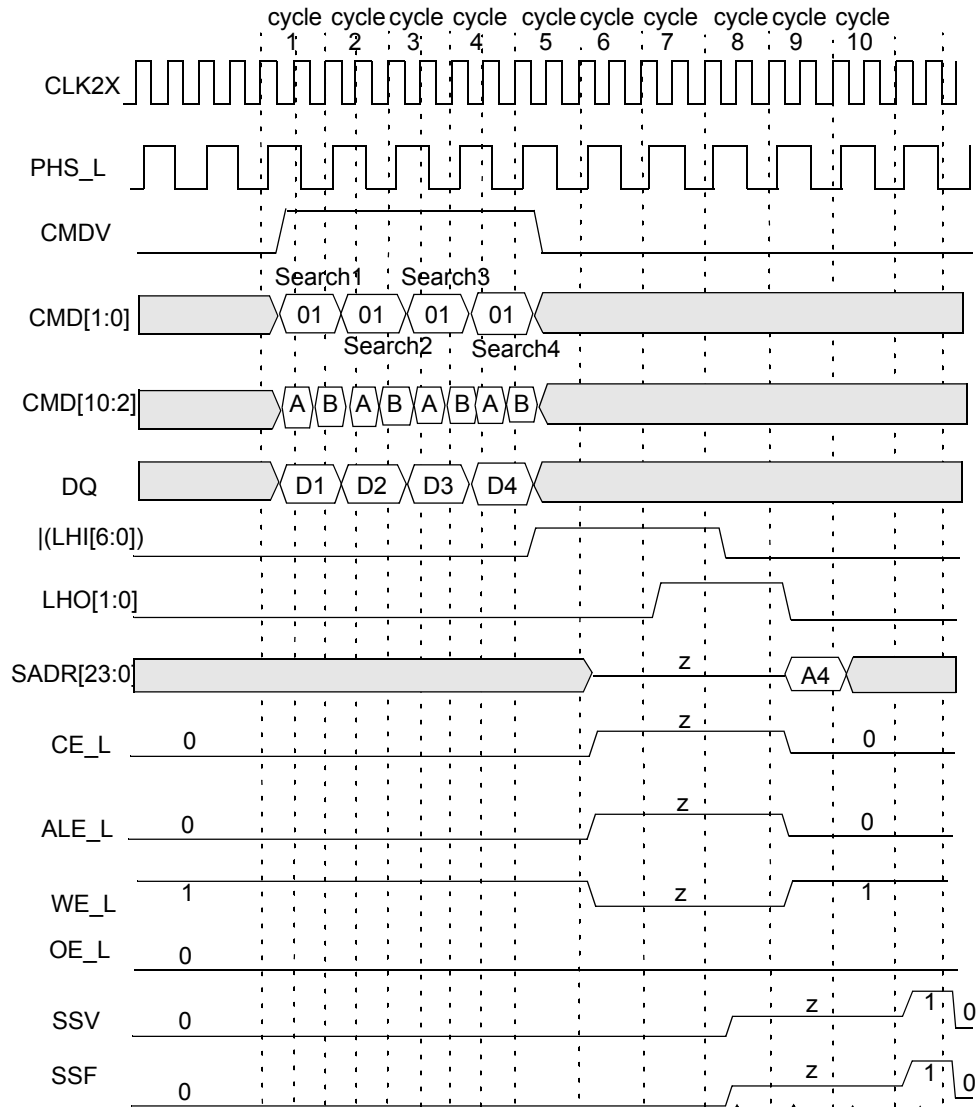 cycle cycle cycle cycle cycle cycle cycle cycle cycle cycle
1 2 3 4 5 6 7 8 9 10
CLK2X
PHS_L
CMDV
Search1 Search3
CMD[1:0] 01 01 01 01
Search2 Search4
CMD[10:2] A B A B A B A B
DQ D1 D2 D3 D4
|(LHI[6:0])
LHO[1:0]
SADR[23:0] z A4
CE_L 0 z 0
ALE_L 0 z 0
WE_L 1 z 1
OE_L 0
SSV 0 z 1 0
SSF 0 z 1 0